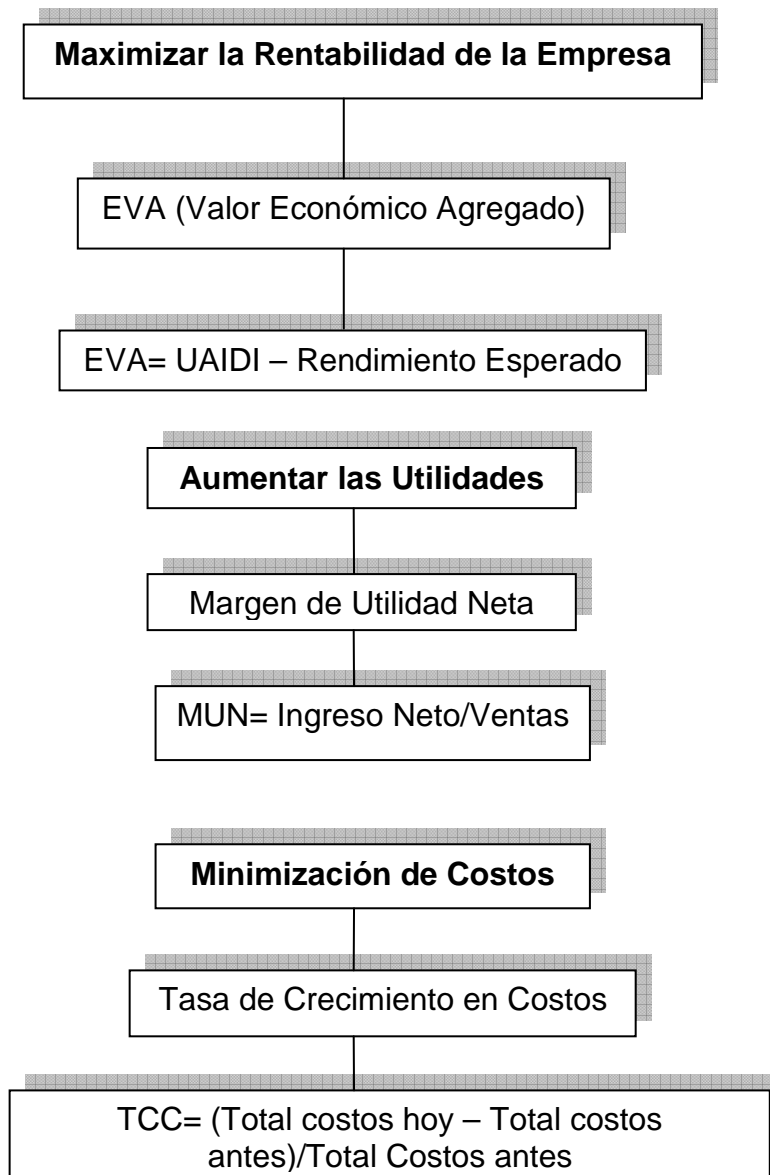 Maximizar la Rentabilidad de la Empresa
EVA (Valor Económico Agregado)
EVA= UAIDI – Rendimiento Esperado
Aumentar las Utilidades
Margen de Utilidad Neta
MUN= Ingreso Neto/Ventas
Minimización de Costos
Tasa de Crecimiento en Costos
TCC= (Total costos hoy – Total costos
antes)/Total Costos antes